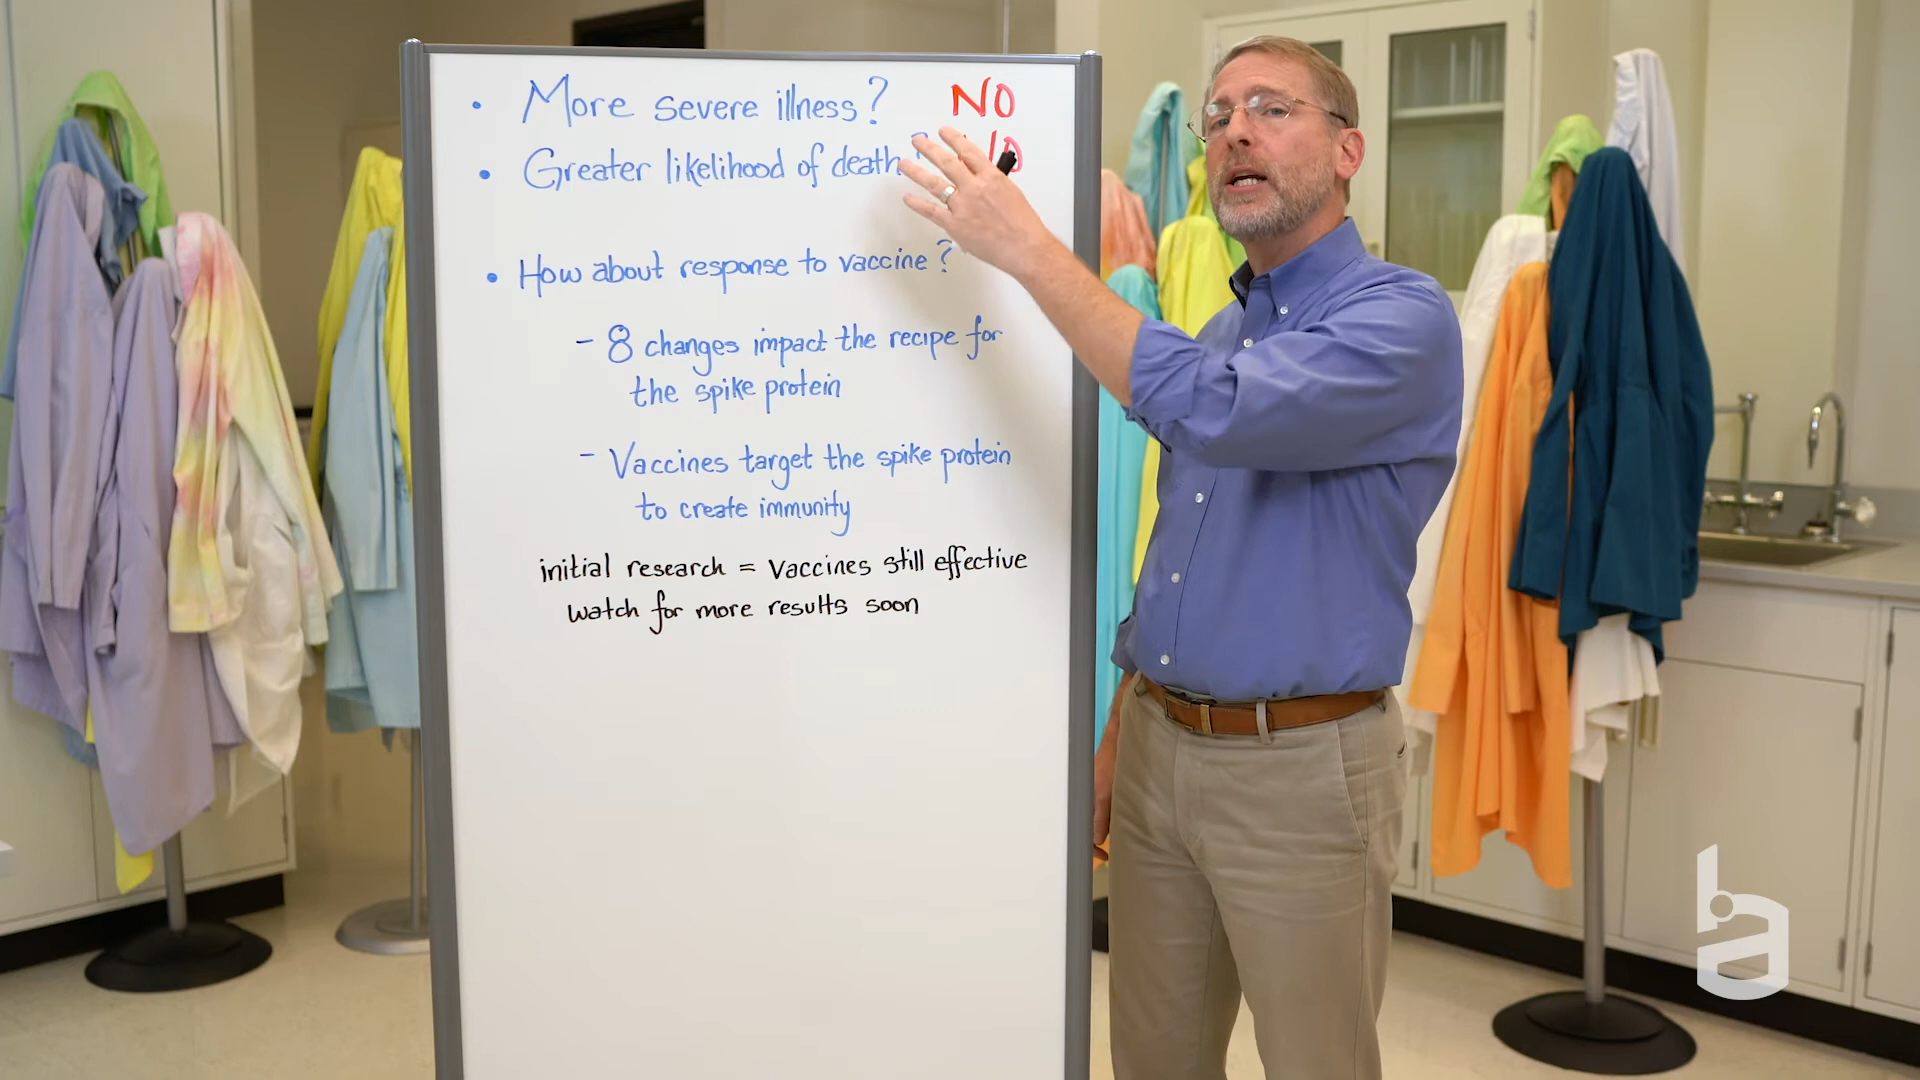 • More severe illness? NO
• Greater likelihood of death? NO
• How about response to vaccine?
- 8 changes impact the recipe for
the spike protein
- Vaccines target the spike protein
to create immunity
initial research = vaccines still effective
watch for more results soon
ha